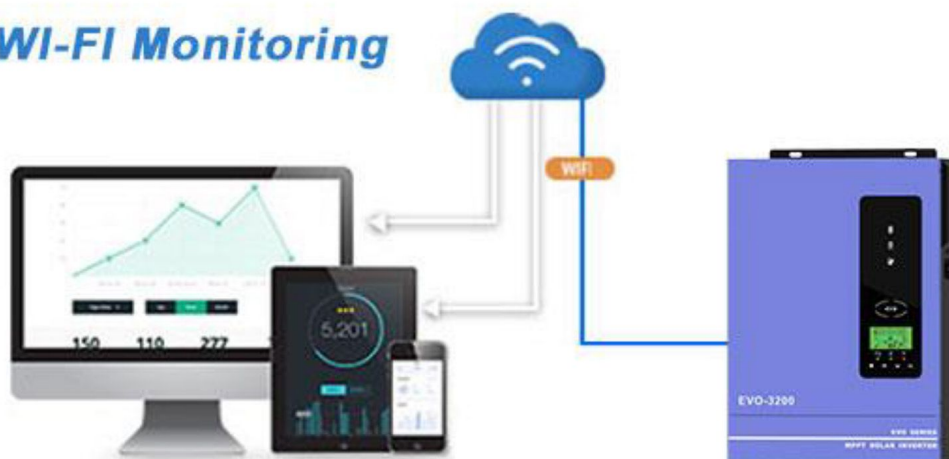 WI-FI Monitoring
WIFI
150 110 277
5,201
EVO-3200
EVO SERIES
MPPT SOLAR INVERTER